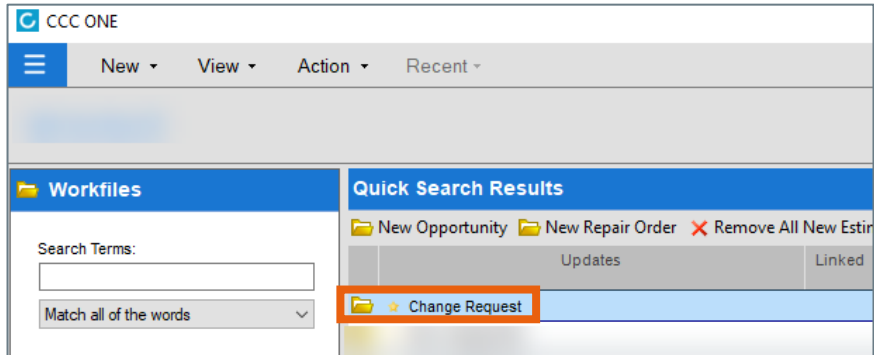 CCC ONE
New View Action Recent
Workfiles
Quick Search Results
New Opportunity New Repair Order Remove All New Estin
Search Terms:
Updates Linked
Match all of the words
Change Request